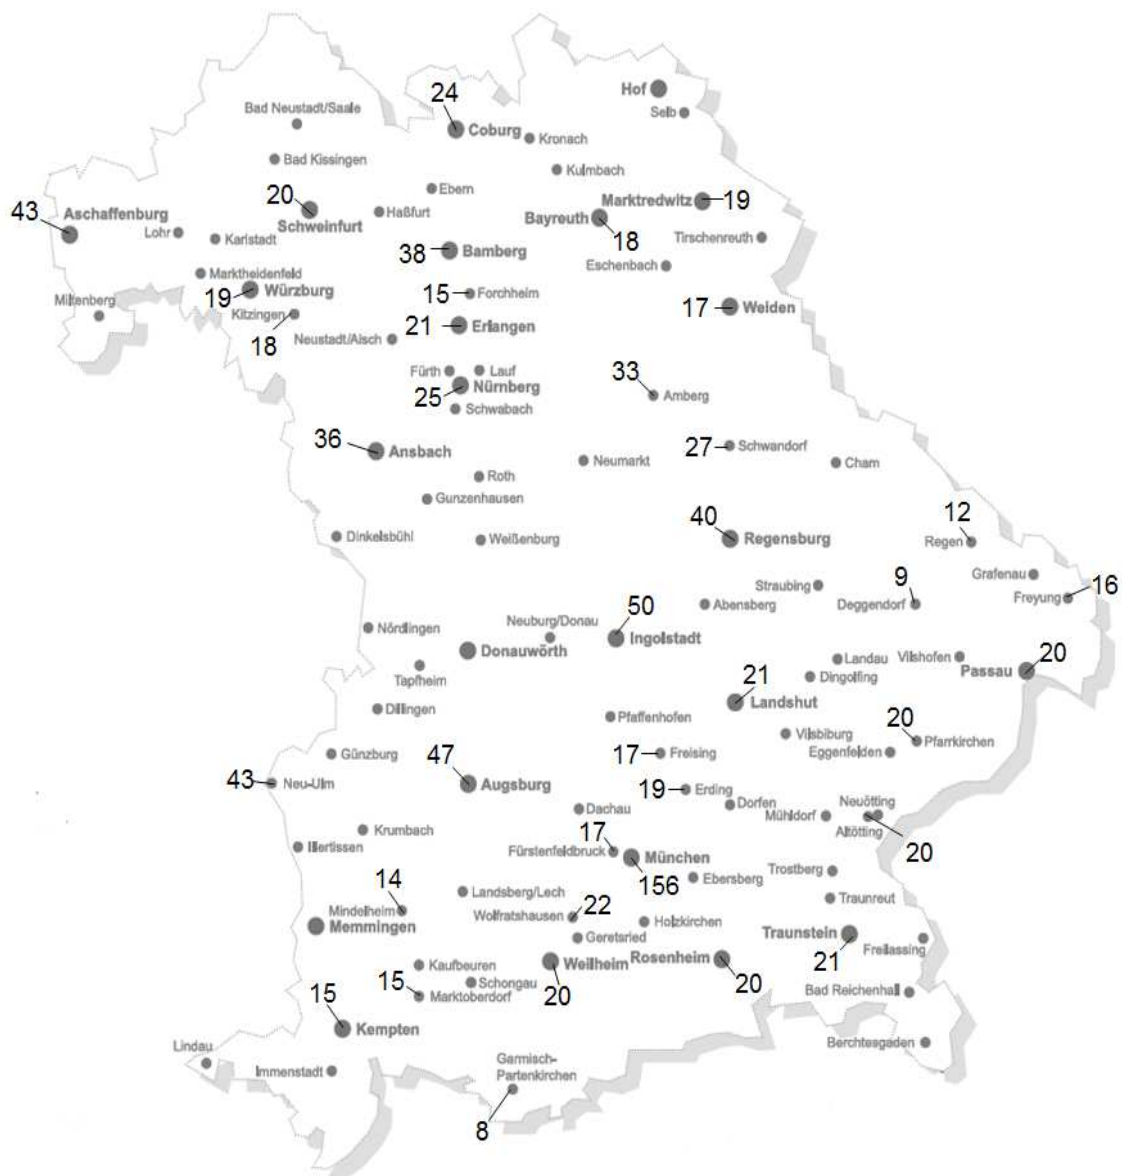 Hof
Selb
24
Bad Neustadt/Saale
Coburg
Kronach
Bad Kissingen
Kulmbach
Ebern
20
Haßfurt
Schweinfurt
Marktredwitz
19
43
Aschaffenburg
Bayreuth
18
Lohr
Karlstadt
Tirschenreuth
38
Bamberg
Eschenbach
Marktheidenfeld
19
Würzburg
15
Forchheim
Miltenberg
Kitzingen
18
17
Weiden
21
Erlangen
Neustadt/Aisch
Fürth
Lauf
33
25
Nürnberg
Amberg
Schwabach
36
Ansbach
27
Schwandorf
Neumarkt
Cham
Roth
Gunzenhausen
40
12
Dinkelsbühl
Weißenburg
Regensburg
Regen
Grafenau
Straubing
9
16
Abensberg
Deggendorf
Freyung
50
Neuburg/Donau
Nördlingen
Ingolstadt
Donauwörth
Landau
Vilshofen
20
Tapfheim
Dingolfing
Passau
21
Landshut
Dillingen
Pfaffenhofen
20
Vilsbiburg
Pfarrkirchen
Günzburg
17
Freising
Eggenfelden
47
43
Neu-Ulm
Augsburg
19
Erding
Dachau
Dorfen
Neuötting
Mühldorf
Krumbach
17
Altötting
Illertissen
Fürstenfeldbruck
München
20
156
Ebersberg
Trostberg
14
Landsberg/Lech
Traunreut
Mindelheim
Wolfratshausen
22
Holzkirchen
Memmingen
Geretsried
Traunstein
Freilassing
21
Kaufbeuren
Weilheim
Rosenheim
15
Schongau
20
20
Marktoberdorf
Bad Reichenhall
15
Kempten
Lindau
Berchtesgaden
Immenstadt
Garmisch-
Partenkirchen
8